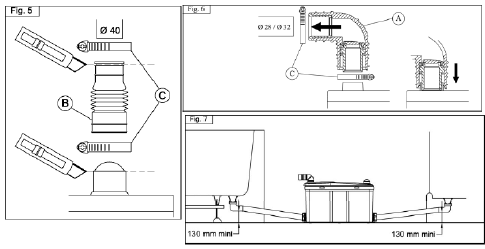 Fig. 5
Ø 40
B
C
Fig. 6
Ø 28 / Ø 32
A
C
Fig. 7
130 mm mini
130 mm mini